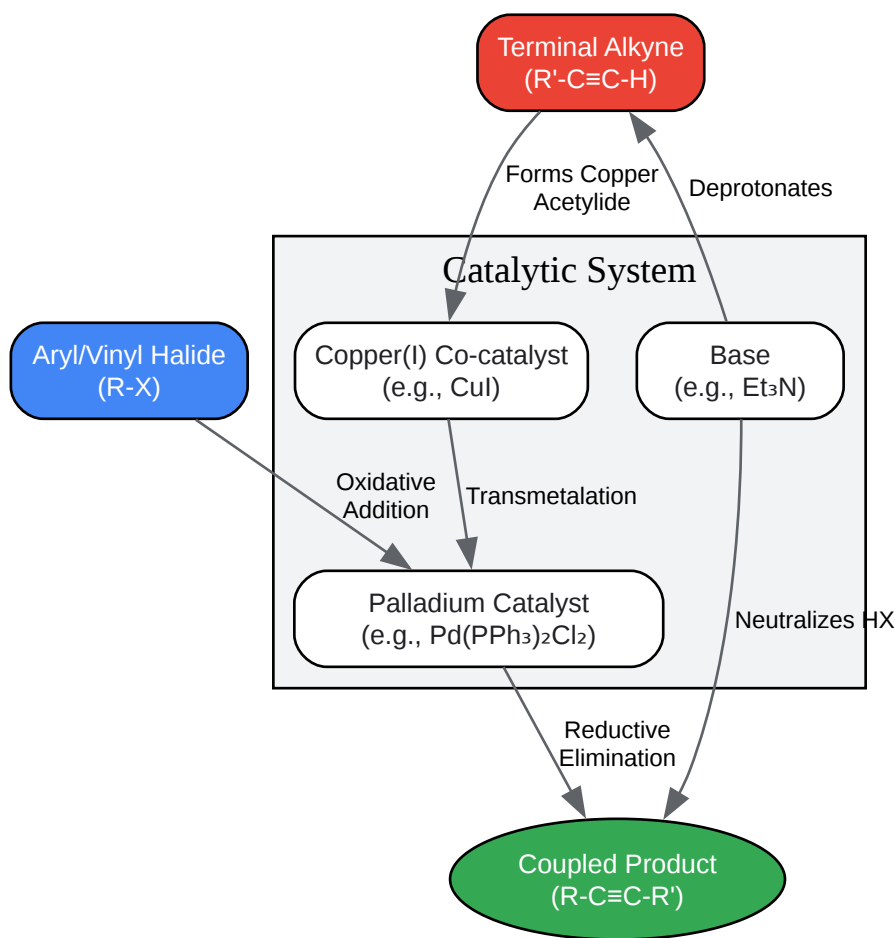 Terminal Alkyne
(R'-C≡C-H)
Forms Copper
Acetylide
Deprotonates
Catalytic System
Aryl/Vinyl Halide
(R-X)
Copper(I) Co-catalyst
(e.g., CuI)
Base
(e.g., Et₃N)
Oxidative
Addition
Transmetalation
Palladium Catalyst
(e.g., Pd(PPh₃)₂Cl₂)
Neutralizes HX
Reductive
Elimination
Coupled Product
(R-C≡C-R')